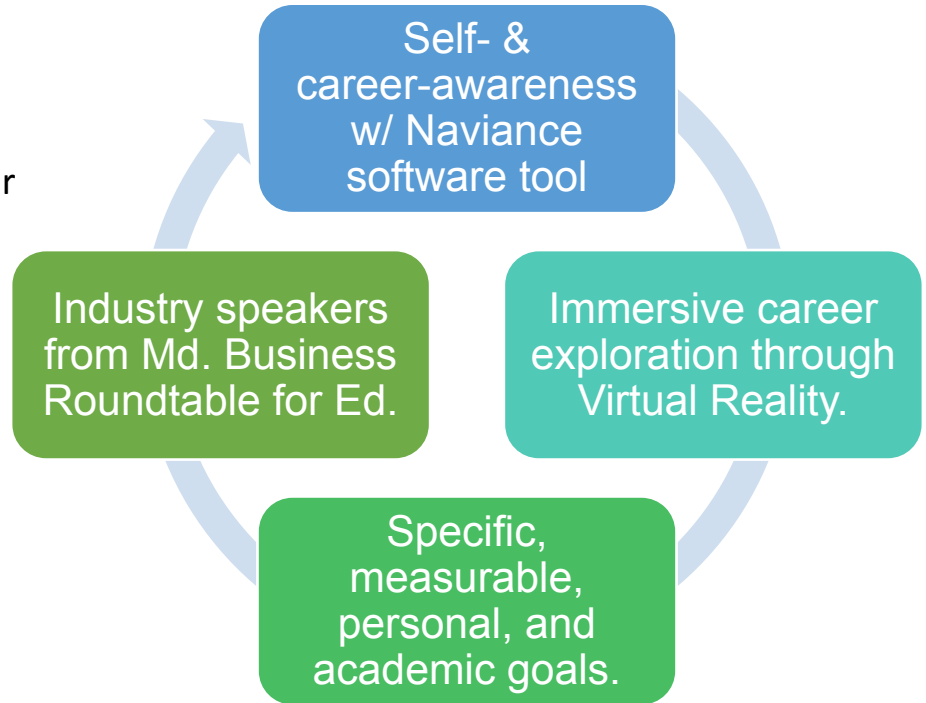 Self- &
career-awareness
w/ Naviance
software tool
r
Industry speakers
from Md. Business
Roundtable for Ed.
Immersive career
exploration through
Virtual Reality.
Specific,
measurable,
personal, and
academic goals.